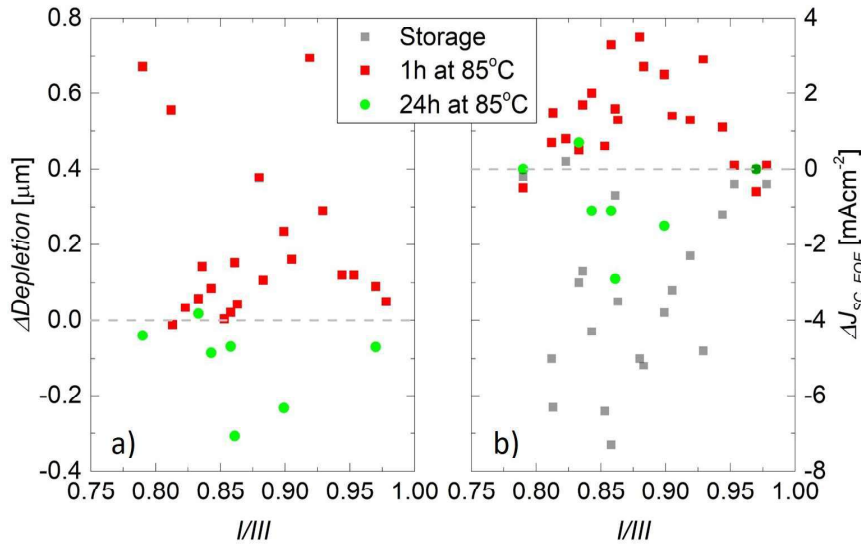 Storage
1h at 85°C
24h at 85°C
0.8
0.6
0.4
0.2
0.0
-0.2
-0.4
ΔDepletion [μm]
a)
0.75 0.80 0.85 0.90 0.95 1.00
I/III
b)
0.75 0.80 0.85 0.90 0.95 1.00
I/III
4
2
0
-2
-4
-6
-8
ΔJSC_EQE [mAcm-2]